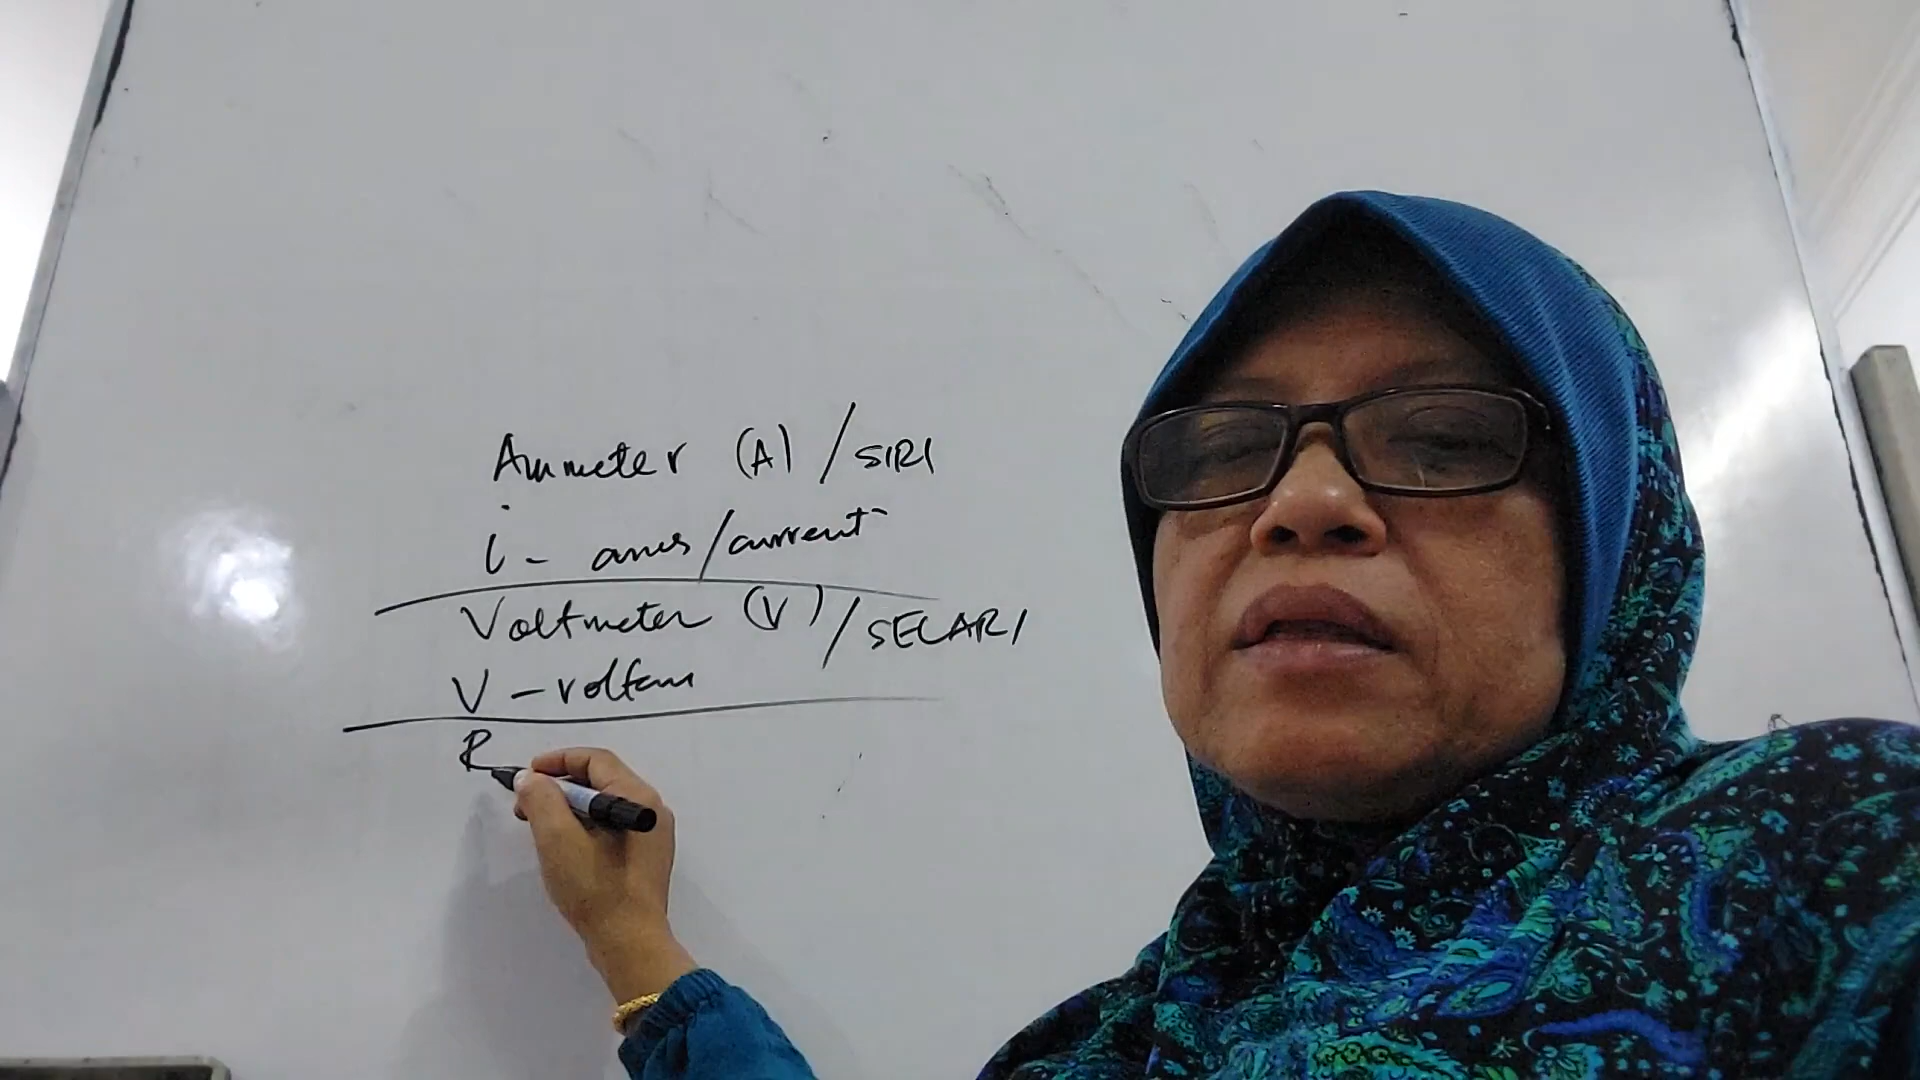 Ammeter (A) / SIRI
i - arus / current
Voltmeter (V) / SELARI
V - voltan
R